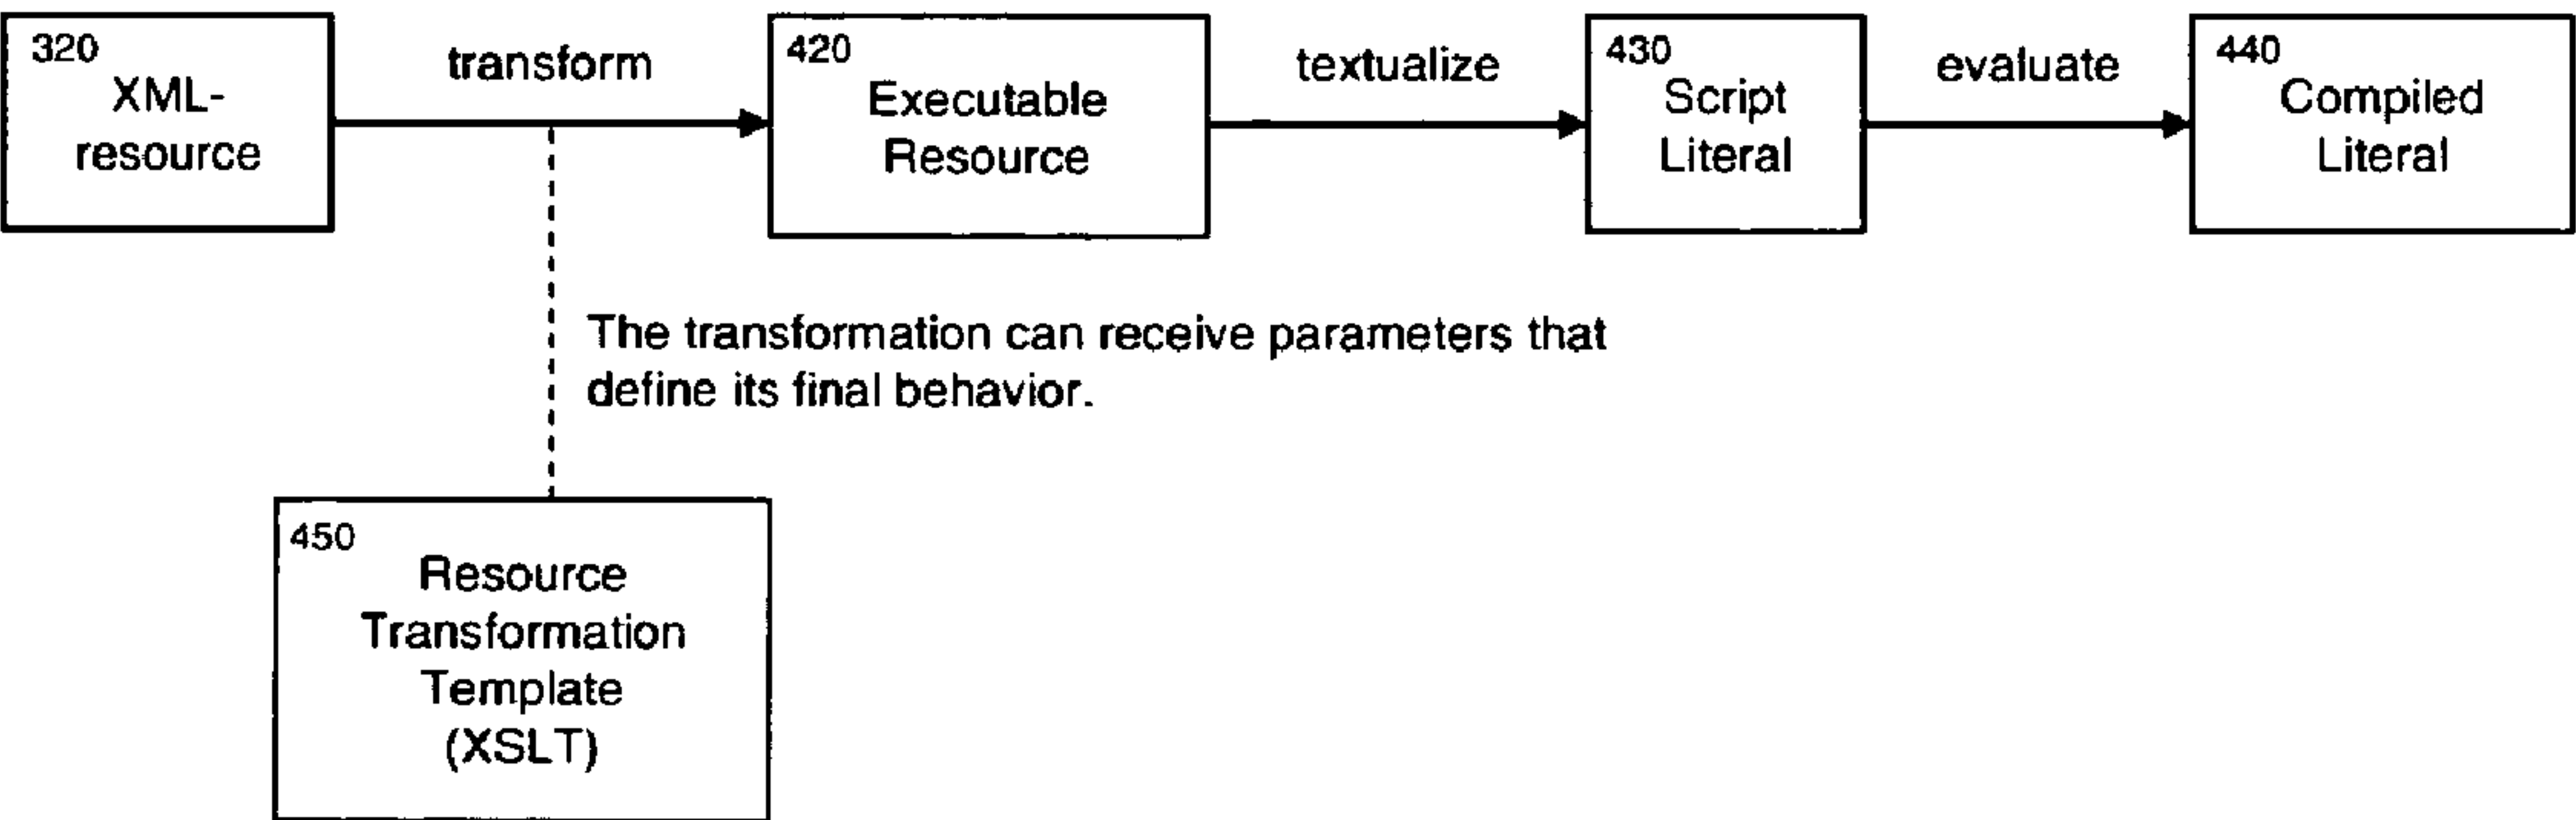 320
XML-
resource
transform
420
Executable
Resource
textualize
430
Script
Literal
evaluate
440
Compiled
Literal
The transformation can receive parameters that
define its final behavior.
450
Resource
Transformation
Template
(XSLT)